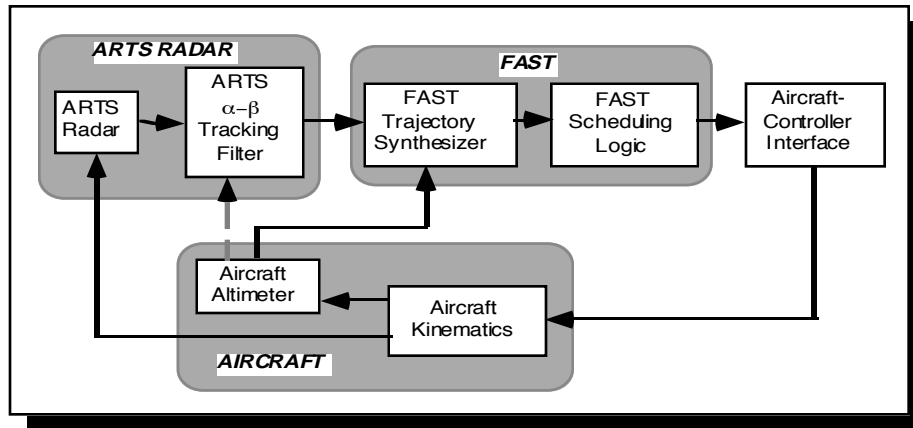 ARTS RADAR
ARTS
Radar
ARTS
α–β
Tracking
Filter
FAST
FAST
Trajectory
Synthesizer
FAST
Scheduling
Logic
Aircraft-
Controller
Interface
Aircraft
Altimeter
Aircraft
Kinematics
AIRCRAFT